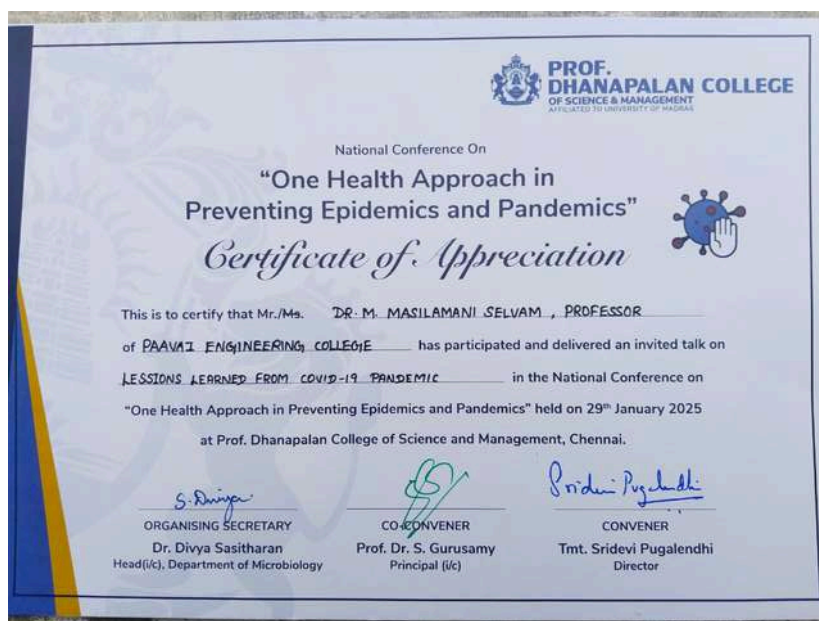 PROF.
DHANAPALAN COLLEGE
OF SCIENCE & MANAGEMENT
AFFILIATED TO UNIVERSITY OF MADRAS
National Conference On
"One Health Approach in
Preventing Epidemics and Pandemics"
Certificate of Appreciation
This is to certify that Mr./Ms. DR. M. MASILAMANI SELVAM, PROFESSOR
of PAAVAI ENGINEERING COLLEGE has participated and delivered an invited talk on
LESSIONS LEARNED FROM COVID-19 PANDEMIC in the National Conference on
"One Health Approach in Preventing Epidemics and Pandemics" held on 29th January 2025
at Prof. Dhanapalan College of Science and Management, Chennai.
S. Divya Sridevi Pugalendhi
ORGANISING SECRETARY CO-CONVENER CONVENER
Dr. Divya Sasitharan Prof. Dr. S. Gurusamy Tmt. Sridevi Pugalendhi
Head(i/c), Department of Microbiology Principal (i/c) Director